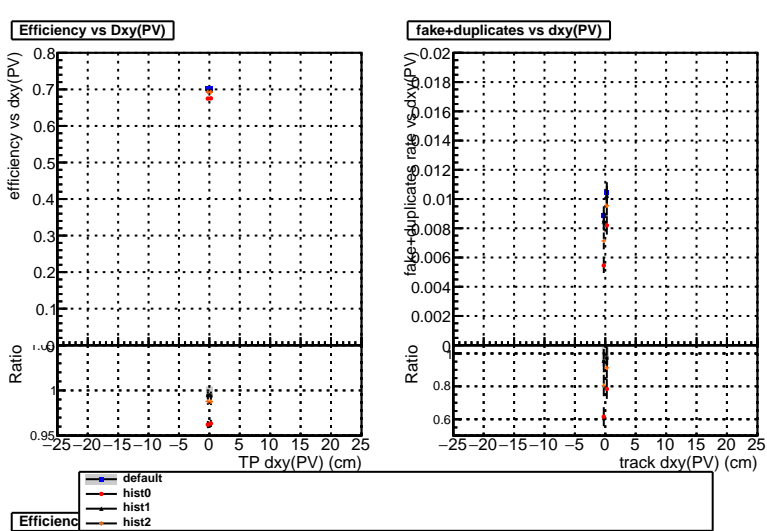 Efficiency vs Dxy(PV)
efficiency vs dxy(PV)
0.8
0.7
0.6
0.5
0.4
0.3
0.2
0.1
Ratio
1
0.95
−25 −20 −15 −10 −5 0 5 10 15 20 25
TP dxy(PV) (cm)
fake+duplicates vs dxy(PV)
fake+duplicates rate vs dxy(PV)
0.02
0.018
0.016
0.014
0.012
0.01
0.008
0.006
0.004
0.002
0
Ratio
1
0.8
0.6
−25 −20 −15 −10 −5 0 5 10 15 20 25
track dxy(PV) (cm)
default
hist0
hist1
hist2
Efficienc